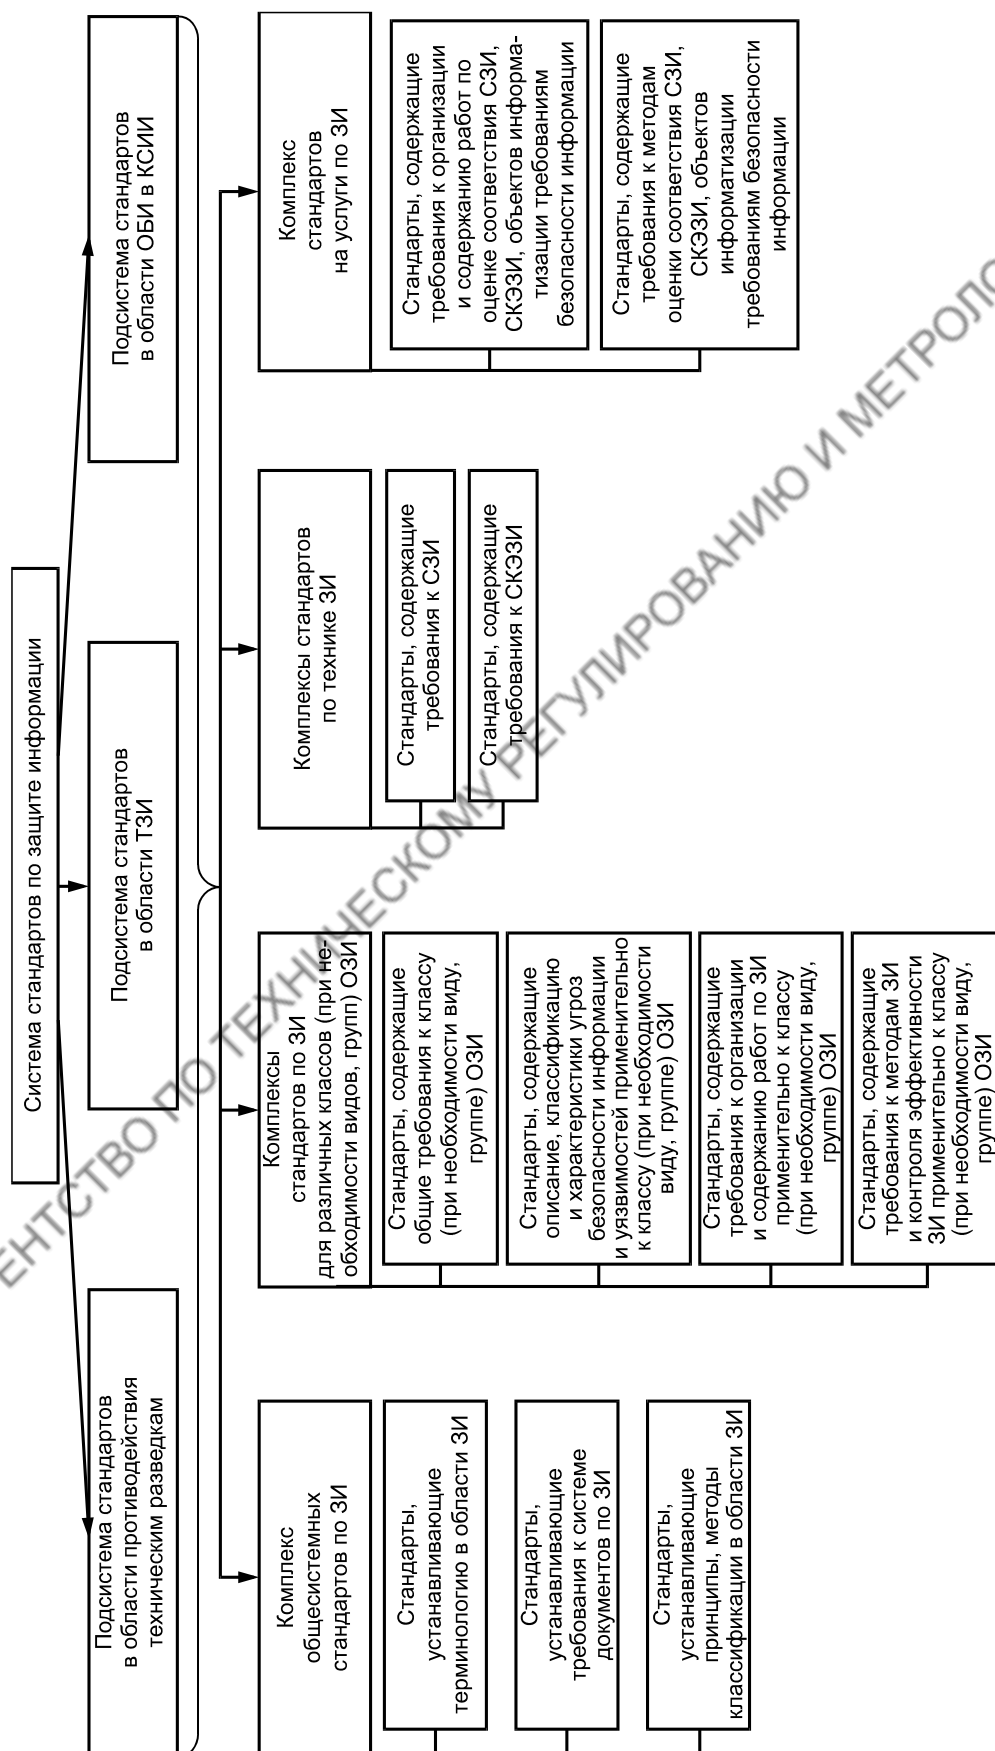 Система стандартов по защите информации
Подсистема стандартов
в области противодействия
техническим разведкам
Подсистема стандартов
в области ТЗИ
Подсистема стандартов
в области ОБИ в КСИИ
Комплекс
общесистемных
стандартов по ЗИ
Стандарты,
устанавливающие
терминологию в области ЗИ
Стандарты,
устанавливающие
требования к системе
документов по ЗИ
Стандарты,
устанавливающие
принципы, методы
классификации в области ЗИ
Комплексы
стандартов по ЗИ
для различных классов (при не-
обходимости видов, групп) ОЗИ
Стандарты, содержащие
общие требования к классу
(при необходимости виду,
группе) ОЗИ
Стандарты, содержащие
описание, классификацию
и характеристики угроз
безопасности информации
и уязвимостей применительно
к классу (при необходимости
виду, группе) ОЗИ
Стандарты, содержащие
требования к организации
и содержанию работ по ЗИ
применительно к классу
(при необходимости виду,
группе) ОЗИ
Стандарты, содержащие
требования к методам ЗИ
и контроля эффективности
ЗИ применительно к классу
(при необходимости виду,
группе) ОЗИ
Комплексы стандартов
по технике ЗИ
Стандарты, содержащие
требования к СЗИ
Стандарты, содержащие
требования к СКЭЗИ
Комплекс
стандартов
на услуги по ЗИ
Стандарты, содержащие
требования к организации
и содержанию работ по
оценке соответствия СЗИ,
СКЭЗИ, объектов информа-
тизации требованиям
безопасности информации
Стандарты, содержащие
требования к методам
оценки соответствия СЗИ,
СКЭЗИ, объектов
информатизации
требованиям безопасности
информации
ЕНТСТВО ПО ТЕХНИЧЕСКОМУ РЕГУЛИРОВАНИЮ И МЕТРОЛО